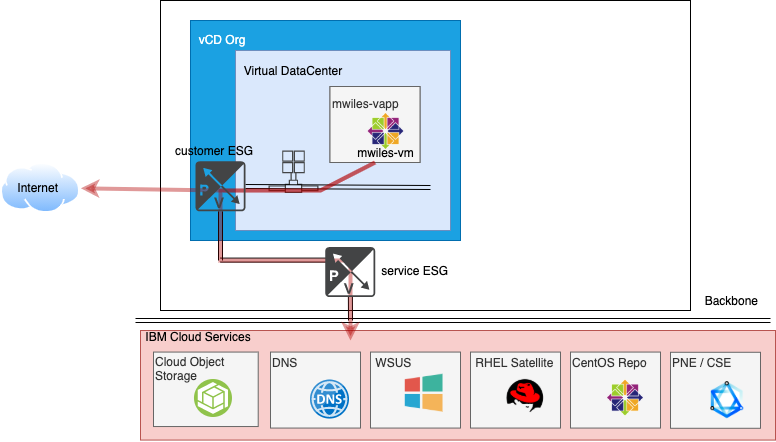 vCD Org
Virtual DataCenter
mwiles-vapp
mwiles-vm
customer ESG
P
V
Internet
P
V
service ESG
Backbone
IBM Cloud Services
Cloud Object
Storage
DNS
DNS
WSUS
RHEL Satellite
CentOS Repo
PNE / CSE